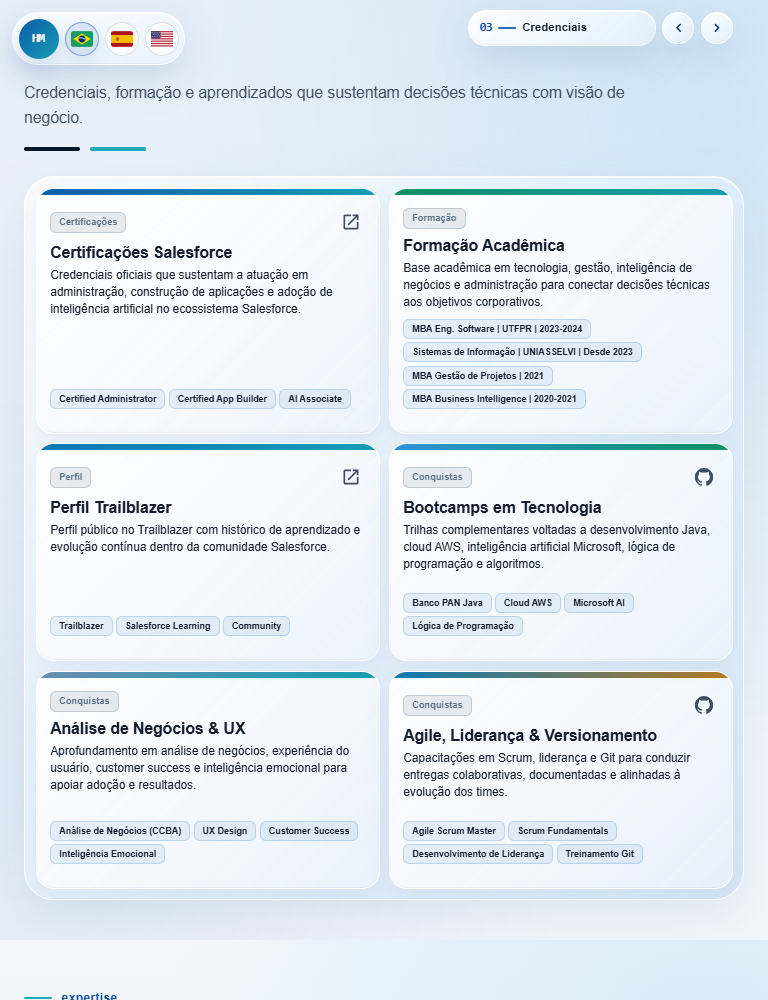 HM
03 Credenciais
Credenciais, formação e aprendizados que sustentam decisões técnicas com visão de
negócio.
Certificações
Certificações Salesforce
Credenciais oficiais que sustentam a atuação em
administração, construção de aplicações e adoção de
inteligência artificial no ecossistema Salesforce.
Certified Administrator
Certified App Builder
AI Associate
Formação
Formação Acadêmica
Base acadêmica em tecnologia, gestão, inteligência de
negócios e administração para conectar decisões técnicas
aos objetivos corporativos.
MBA Eng. Software | UTFPR | 2023-2024
Sistemas de Informação | UNIASSELVI | Desde 2023
MBA Gestão de Projetos | 2021
MBA Business Intelligence | 2020-2021
Perfil
Perfil Trailblazer
Perfil público no Trailblazer com histórico de aprendizado e
evolução contínua dentro da comunidade Salesforce.
Trailblazer
Salesforce Learning
Community
Conquistas
Bootcamps em Tecnologia
Trilhas complementares voltadas a desenvolvimento Java,
cloud AWS, inteligência artificial Microsoft, lógica de
programação e algoritmos.
Banco PAN Java
Cloud AWS
Microsoft AI
Lógica de Programação
Conquistas
Análise de Negócios & UX
Aprofundamento em análise de negócios, experiência do
usuário, customer success e inteligência emocional para
apoiar adoção e resultados.
Análise de Negócios (CCBA)
UX Design
Customer Success
Inteligência Emocional
Conquistas
Agile, Liderança & Versionamento
Capacitações em Scrum, liderança e Git para conduzir
entregas colaborativas, documentadas e alinhadas à
evolução dos times.
Agile Scrum Master
Scrum Fundamentals
Desenvolvimento de Liderança
Treinamento Git
expertise